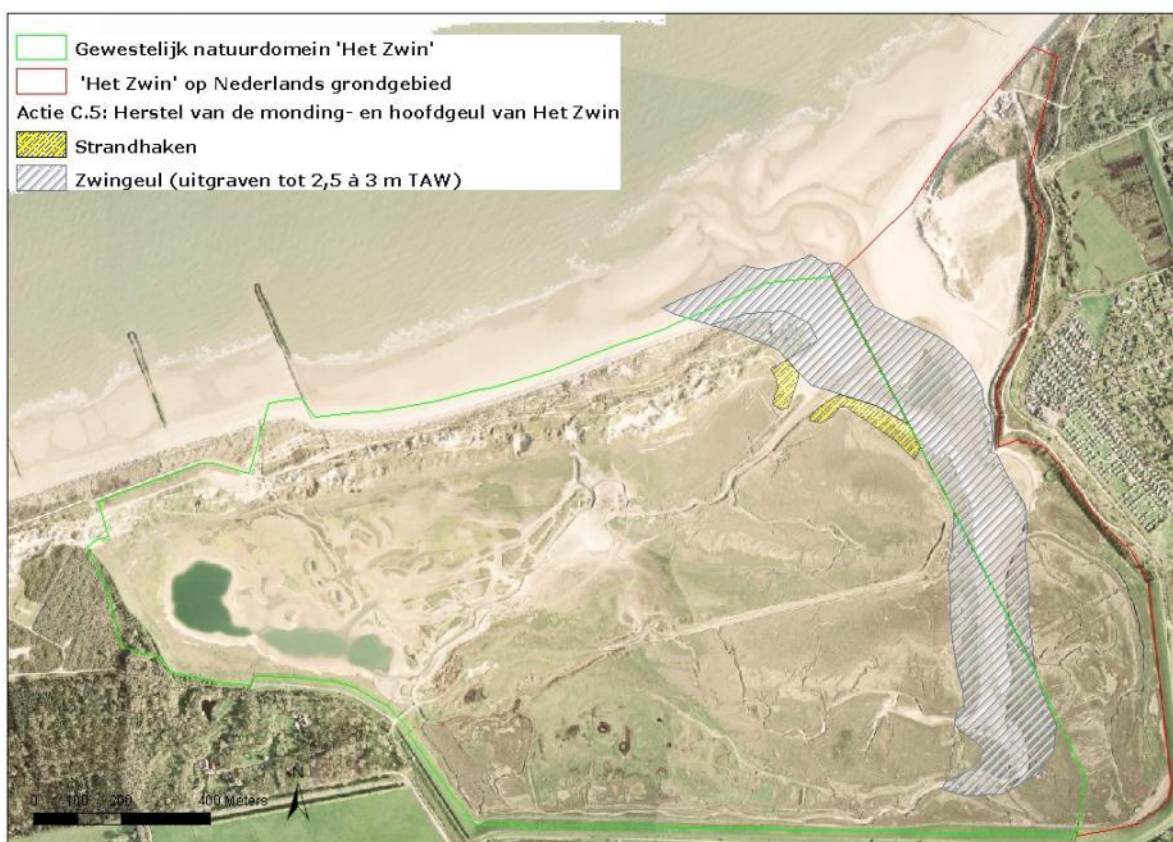 Gewestelijk natuurdomein 'Het Zwin'
'Het Zwin' op Nederlands grondgebied
Actie C.5: Herstel van de monding- en hoofdgeul van Het Zwin
Strandhaken
Zwingeul (uitgraven tot 2,5 à 3 m TAW)
N
0 100 200 400 Meters